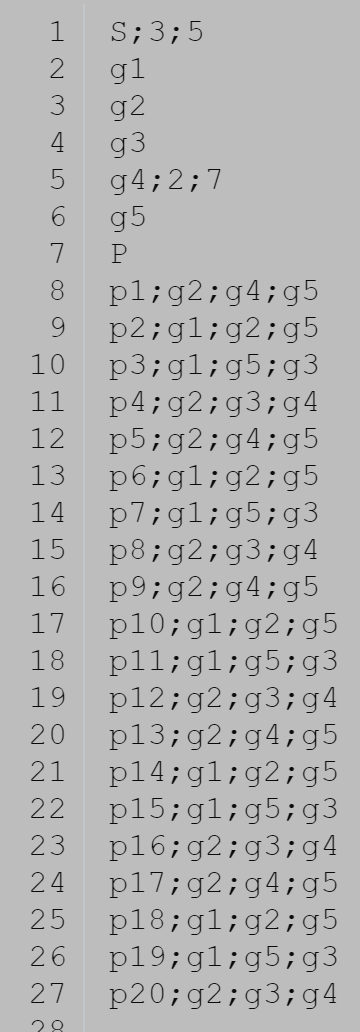 1 S;3;5
2 g1
3 g2
4 g3
5 g4;2;7
6 g5
7 P
8 p1;g2;g4;g5
9 p2;g1;g2;g5
10 p3;g1;g5;g3
11 p4;g2;g3;g4
12 p5;g2;g4;g5
13 p6;g1;g2;g5
14 p7;g1;g5;g3
15 p8;g2;g3;g4
16 p9;g2;g4;g5
17 p10;g1;g2;g5
18 p11;g1;g5;g3
19 p12;g2;g3;g4
20 p13;g2;g4;g5
21 p14;g1;g2;g5
22 p15;g1;g5;g3
23 p16;g2;g3;g4
24 p17;g2;g4;g5
25 p18;g1;g2;g5
26 p19;g1;g5;g3
27 p20;g2;g3;g4
28